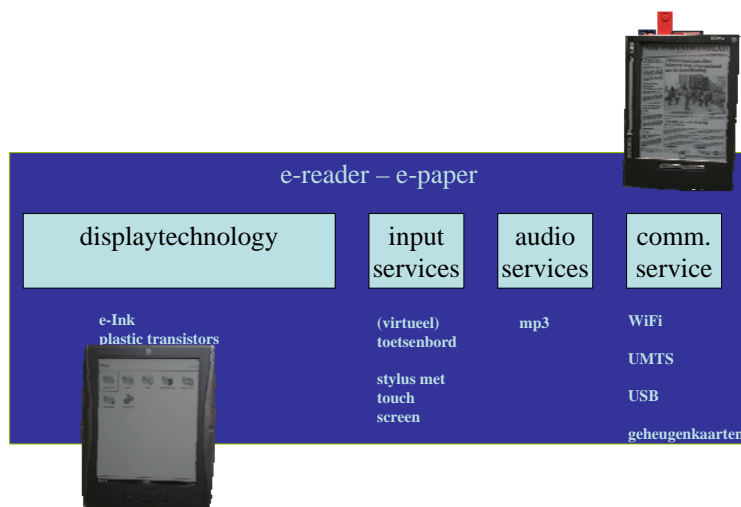 e-reader – e-paper
displaytechnology
input
services
audio
services
comm.
service
e-Ink
plastic transistors
(virtueel)
toetsenbord
stylus met
touch
screen
mp3
WiFi
UMTS
USB
geheugenkaarten